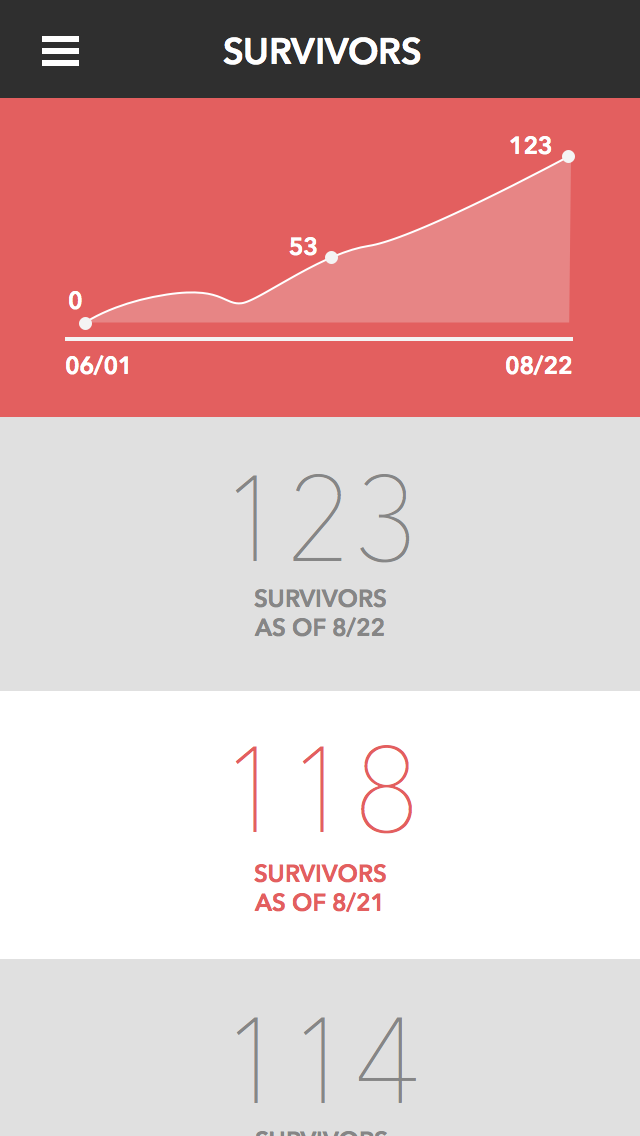 SURVIVORS
123
53
0
06/01 08/22
123
SURVIVORS
AS OF 8/22
118
SURVIVORS
AS OF 8/21
114
SURVIVORS